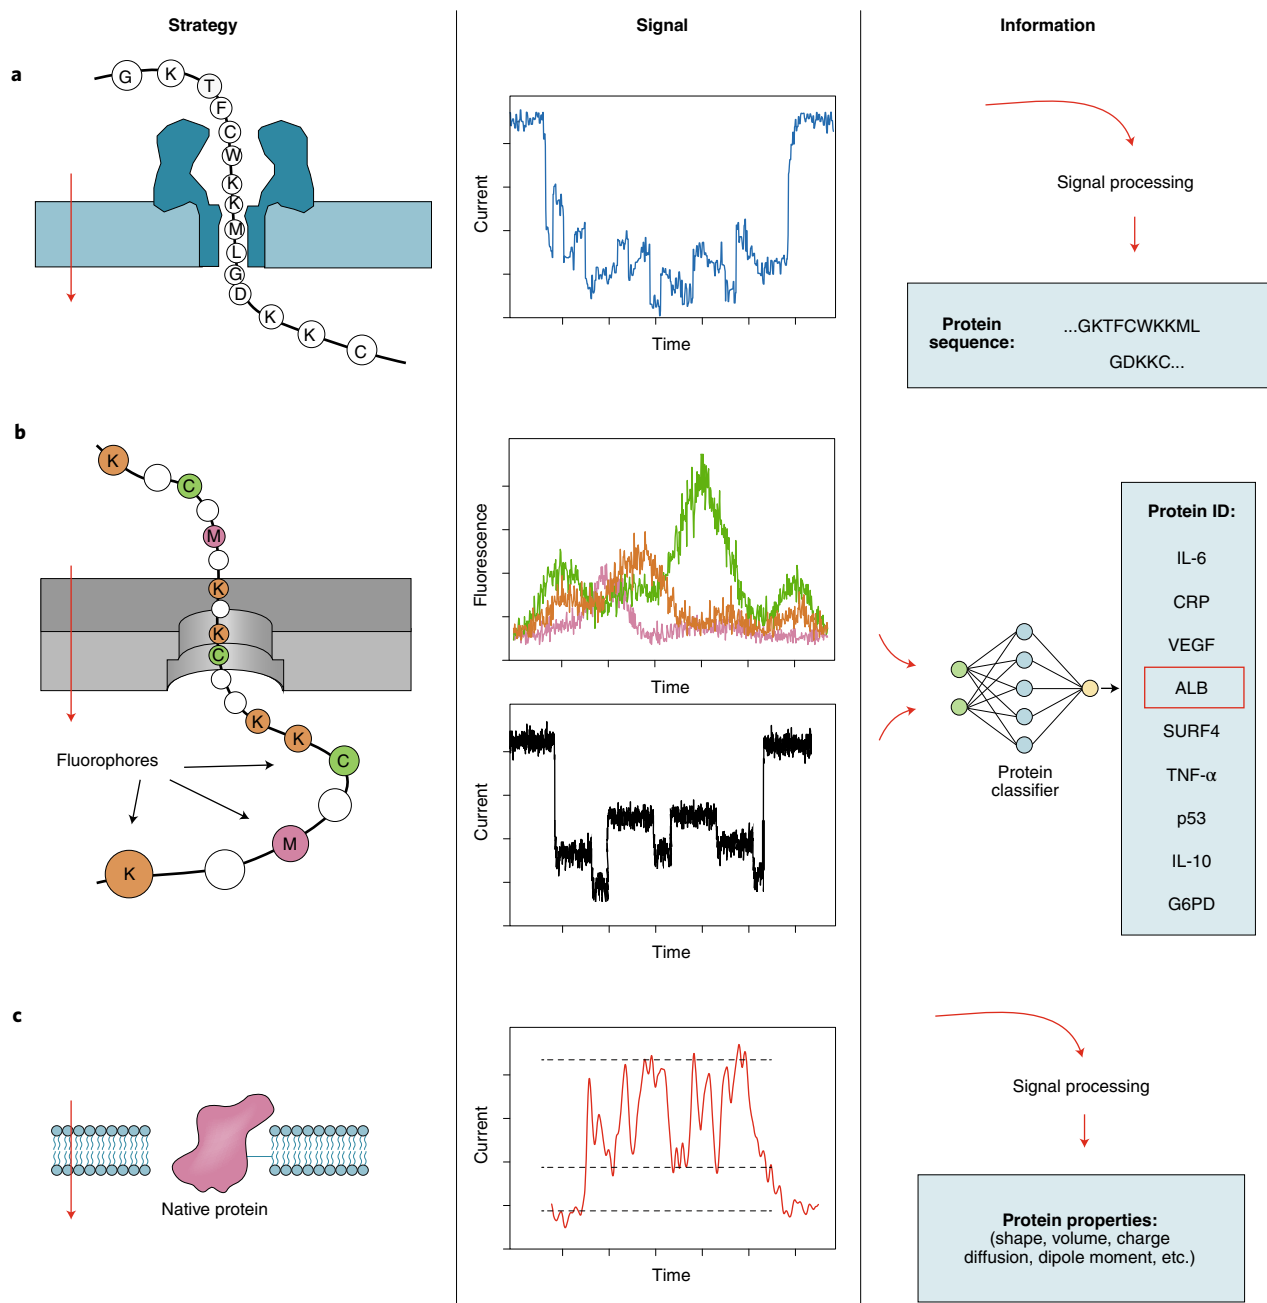 Strategy
Signal
Information
a
G
K
T
F
C
W
K
K
M
L
G
D
K
K
C
Current
Time
Signal processing
Protein
sequence:
...GKTFCWKKML
GDKKC...
b
K
C
M
K
K
C
K
K
C
M
K
Fluorophores
Fluorescence
Time
Current
Time
Protein
classifier
Protein ID:
IL-6
CRP
VEGF
ALB
SURF4
TNF-α
p53
IL-10
G6PD
c
Native protein
Current
Time
Signal processing
Protein properties:
(shape, volume, charge
diffusion, dipole moment, etc.)